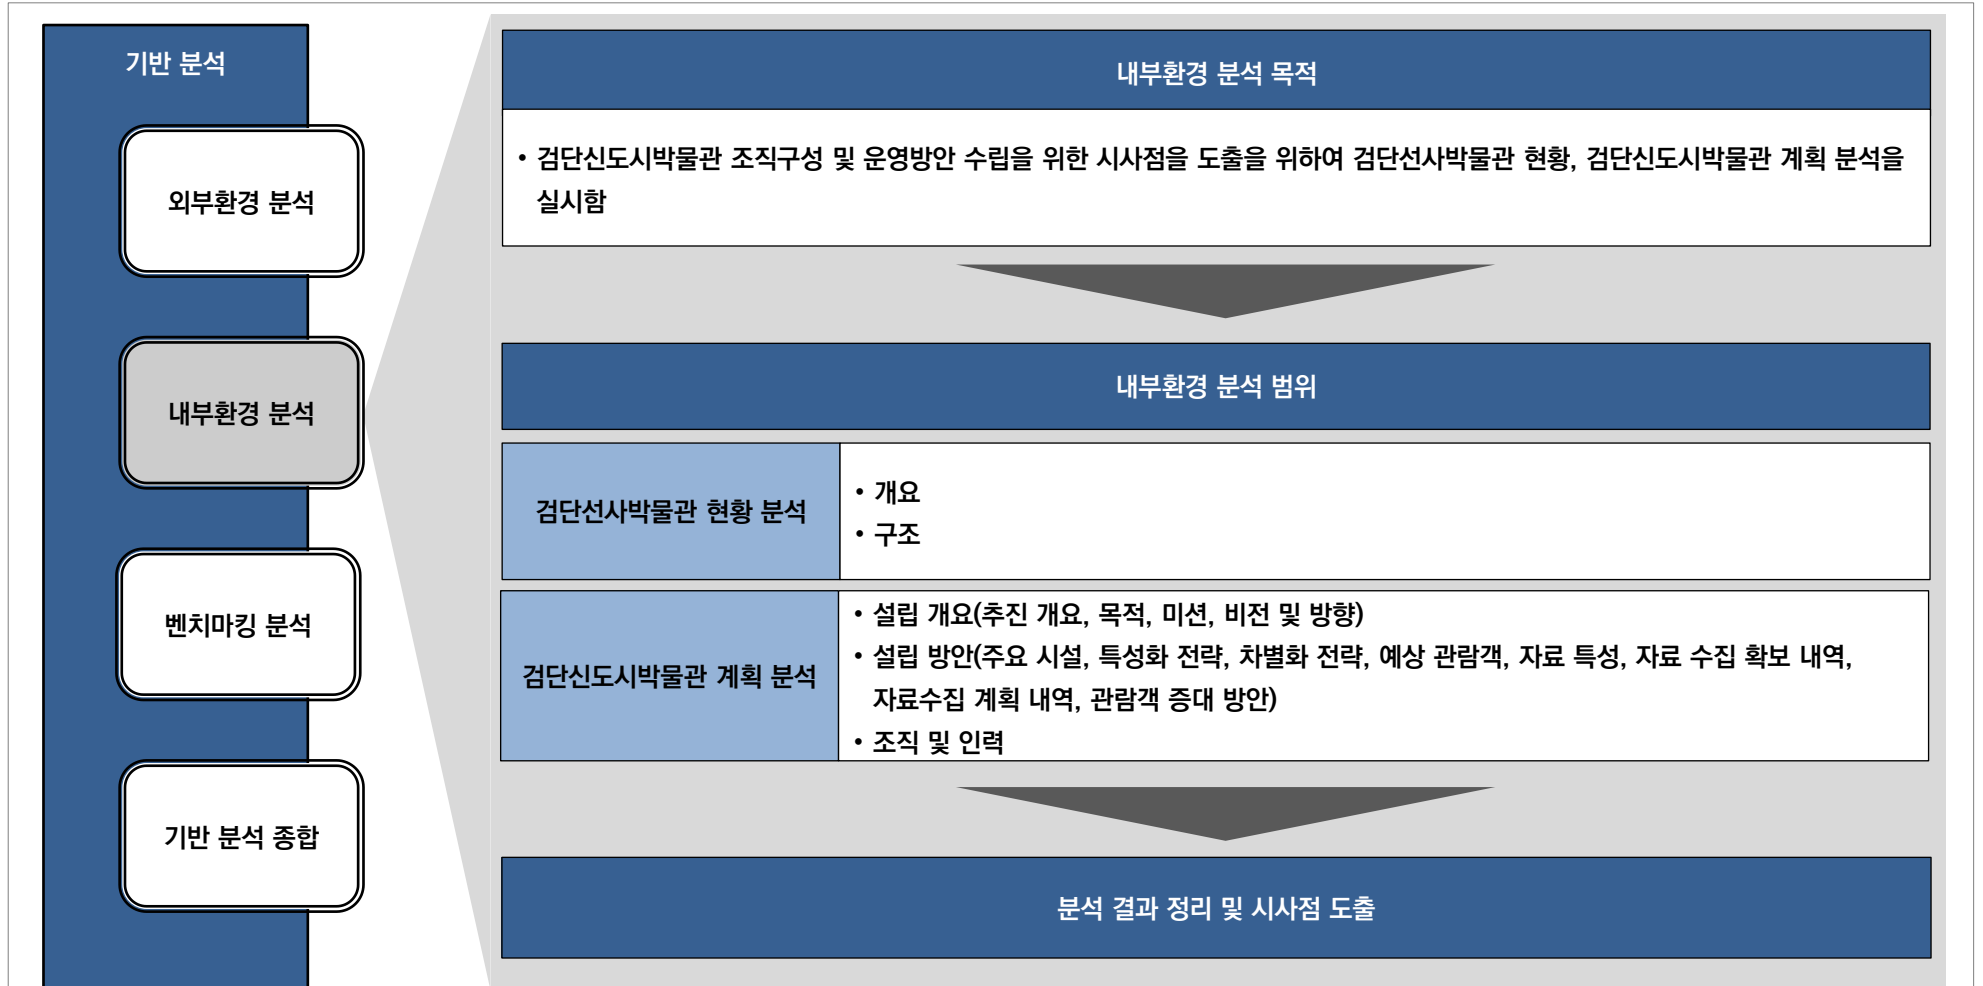 기반 분석
외부환경 분석
내부환경 분석
벤치마킹 분석
기반 분석 종합
내부환경 분석 목적
• 검단신도시박물관 조직구성 및 운영방안 수립을 위한 시사점을 도출을 위하여 검단선사박물관 현황, 검단신도시박물관 계획 분석을
실시함
내부환경 분석 범위
검단선사박물관 현황 분석
• 개요
• 구조
검단신도시박물관 계획 분석
• 설립 개요(추진 개요, 목적, 미션, 비전 및 방향)
• 설립 방안(주요 시설, 특성화 전략, 차별화 전략, 예상 관람객, 자료 특성, 자료 수집 확보 내역,
자료수집 계획 내역, 관람객 증대 방안)
• 조직 및 인력
분석 결과 정리 및 시사점 도출